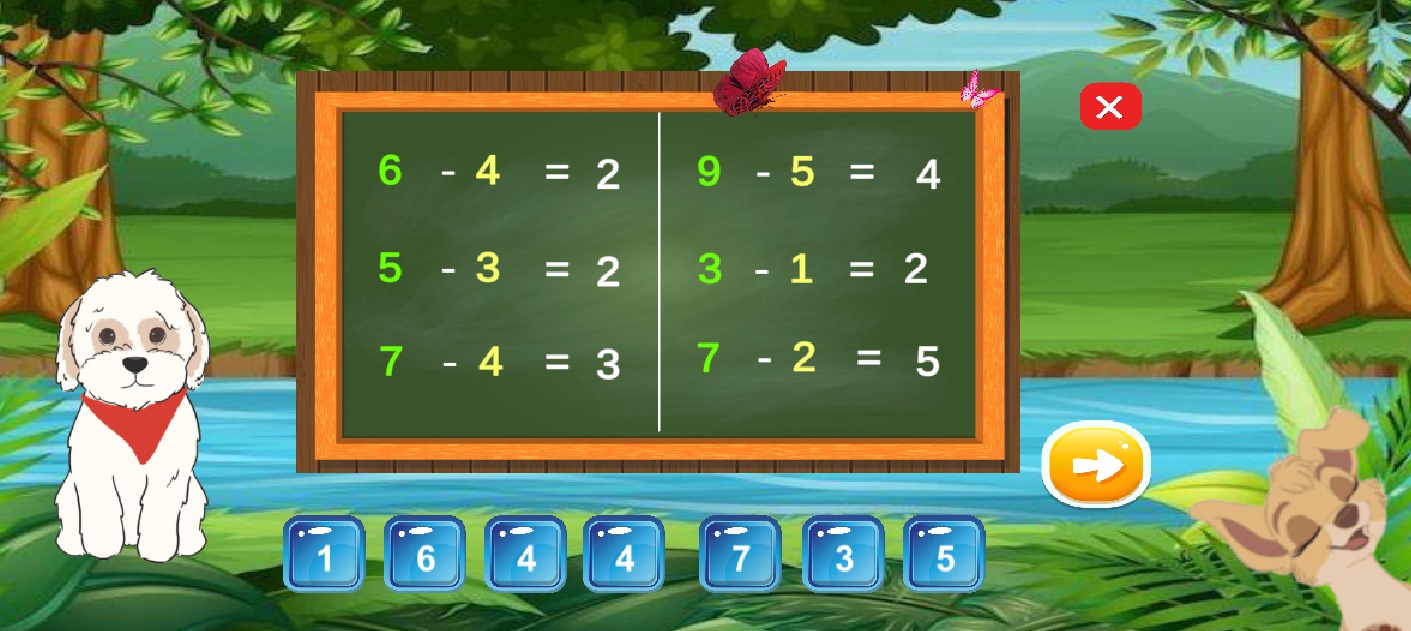 6 - 4 = 2
5 - 3 = 2
7 - 4 = 3
9 - 5 = 4
3 - 1 = 2
7 - 2 = 5
1 6 4 4 7 3 5